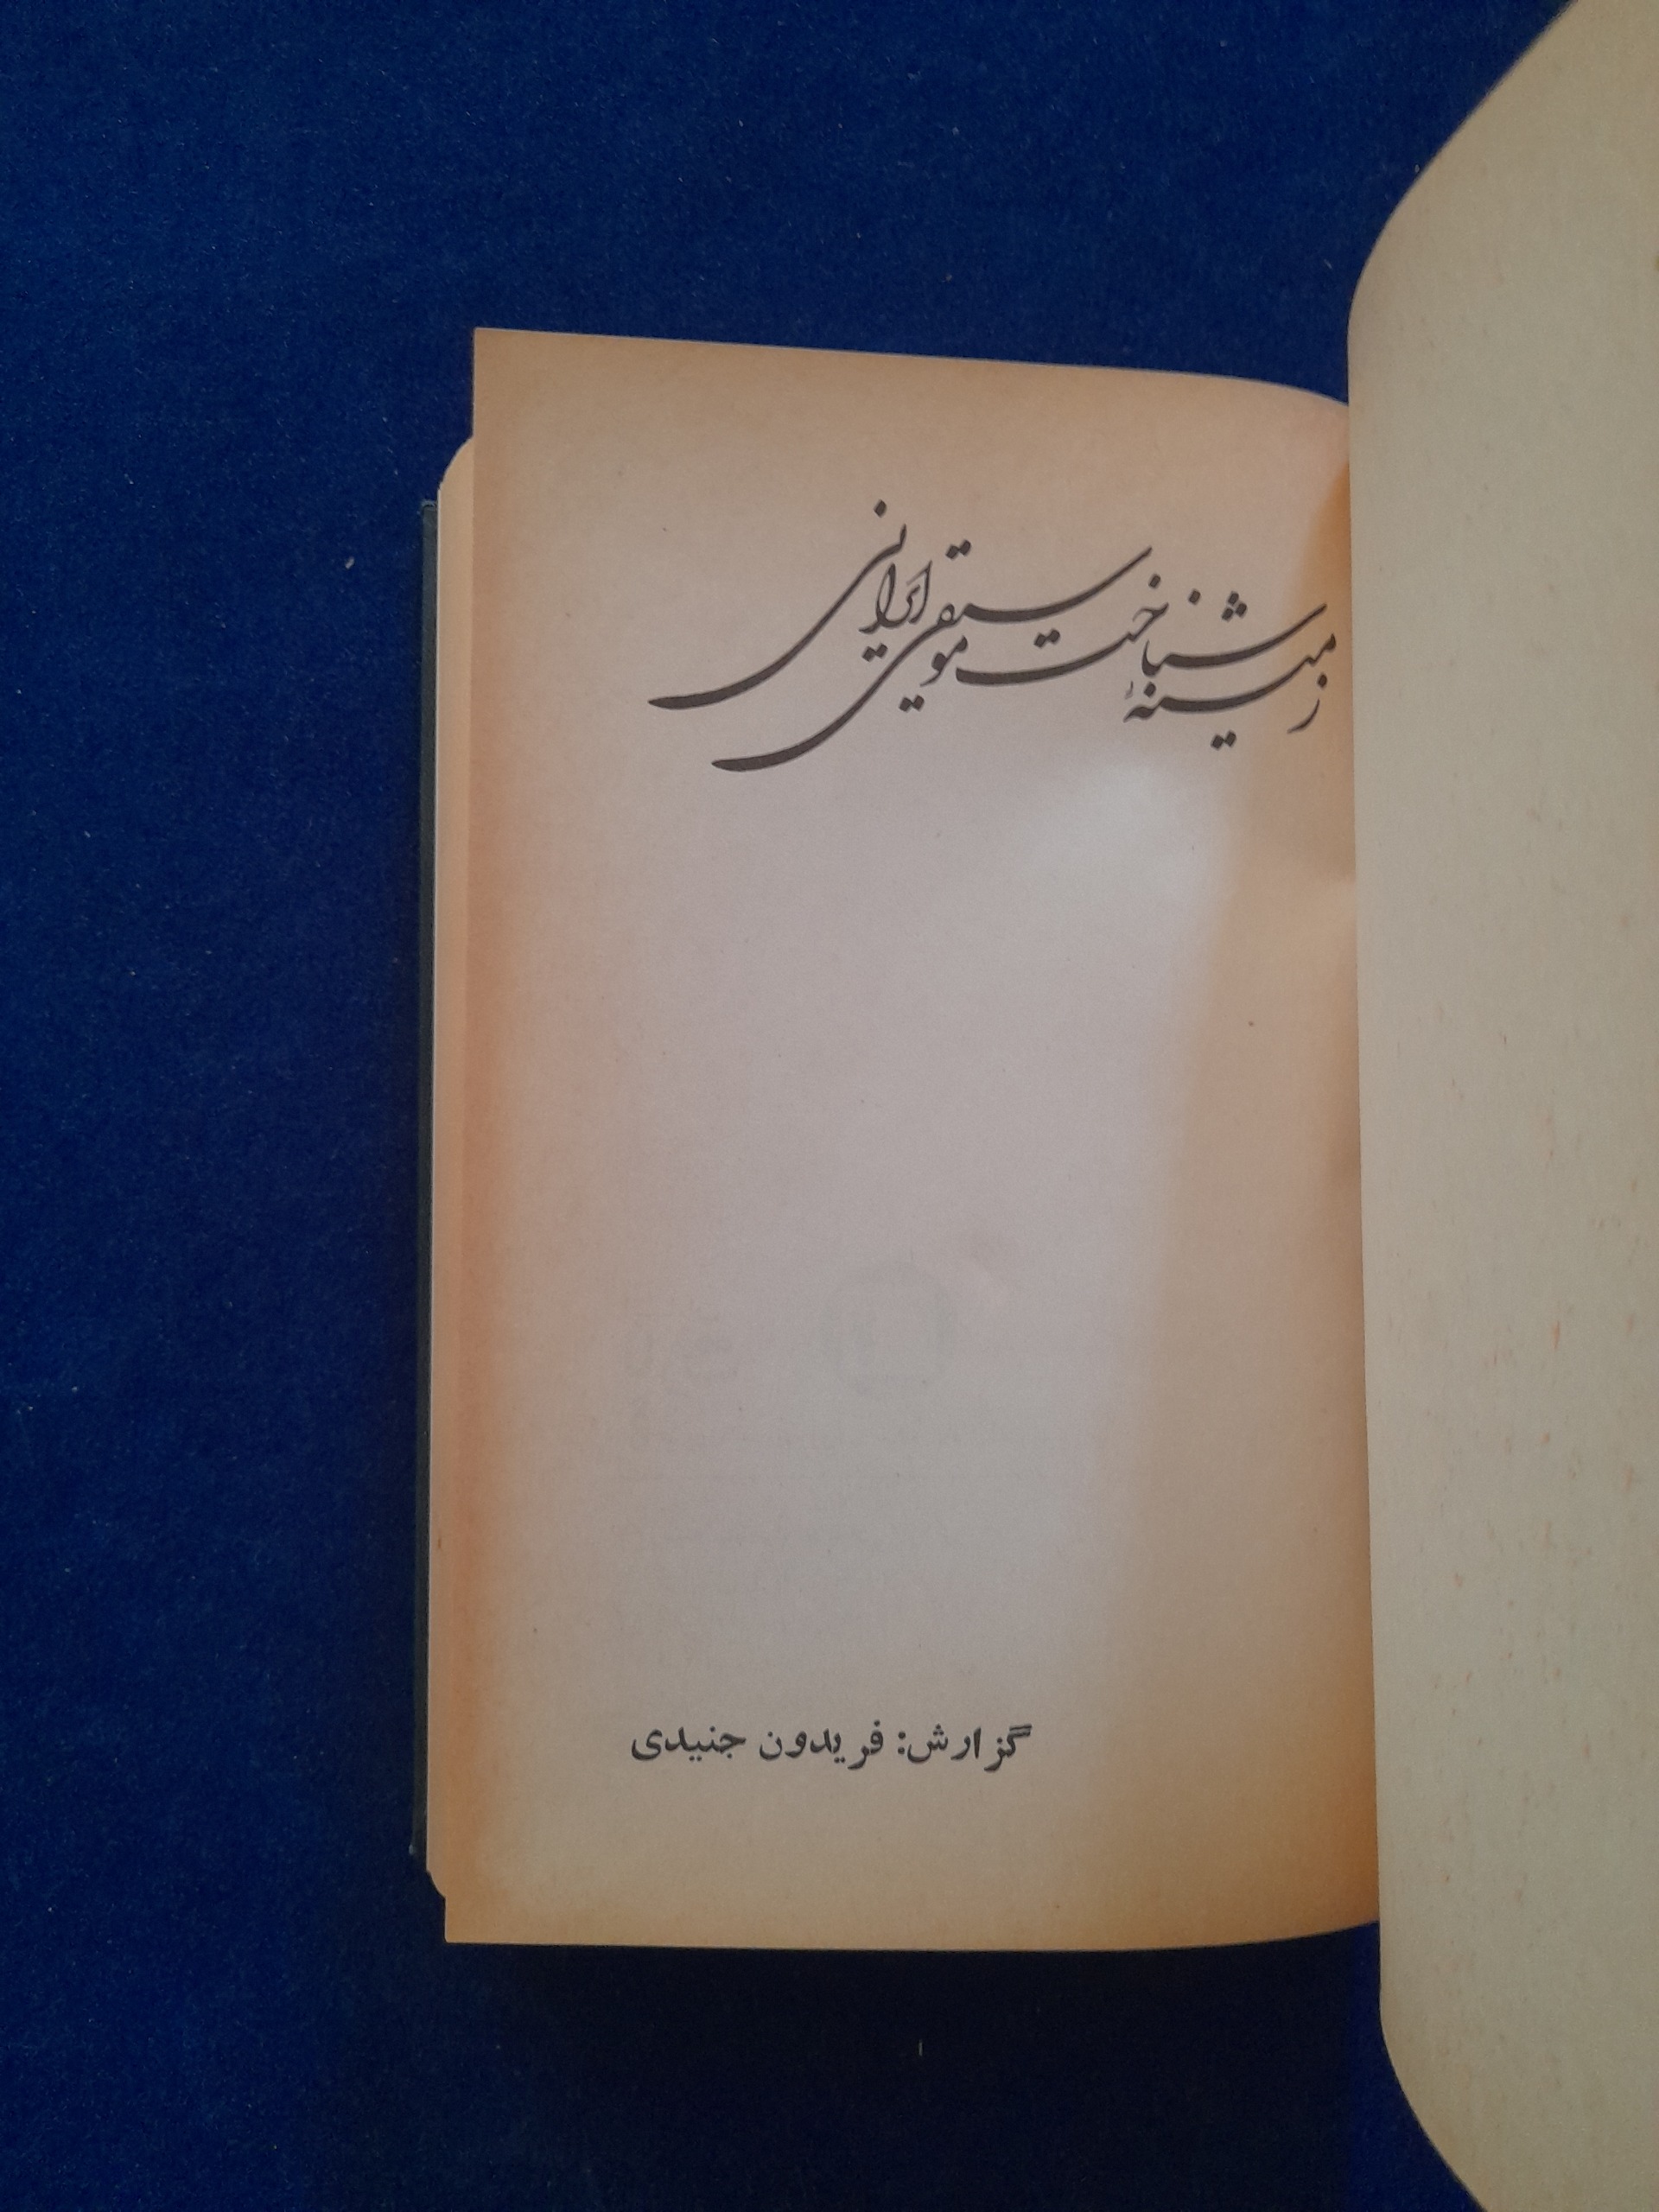 زمینهٔ شناخت موسیقی ایرانی
گزارش: فریدون جنیدی